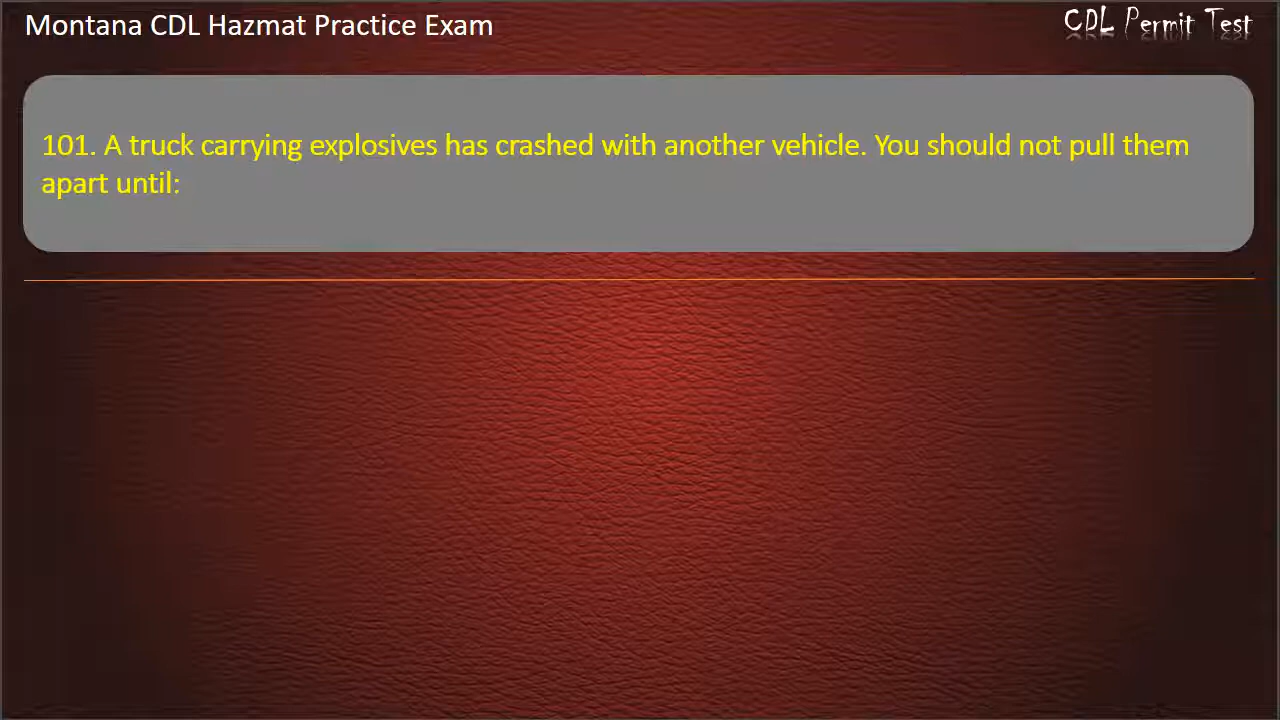 Montana CDL Hazmat Practice Exam
CDL Permit Test
101. A truck carrying explosives has crashed with another vehicle. You should not pull them
apart until: